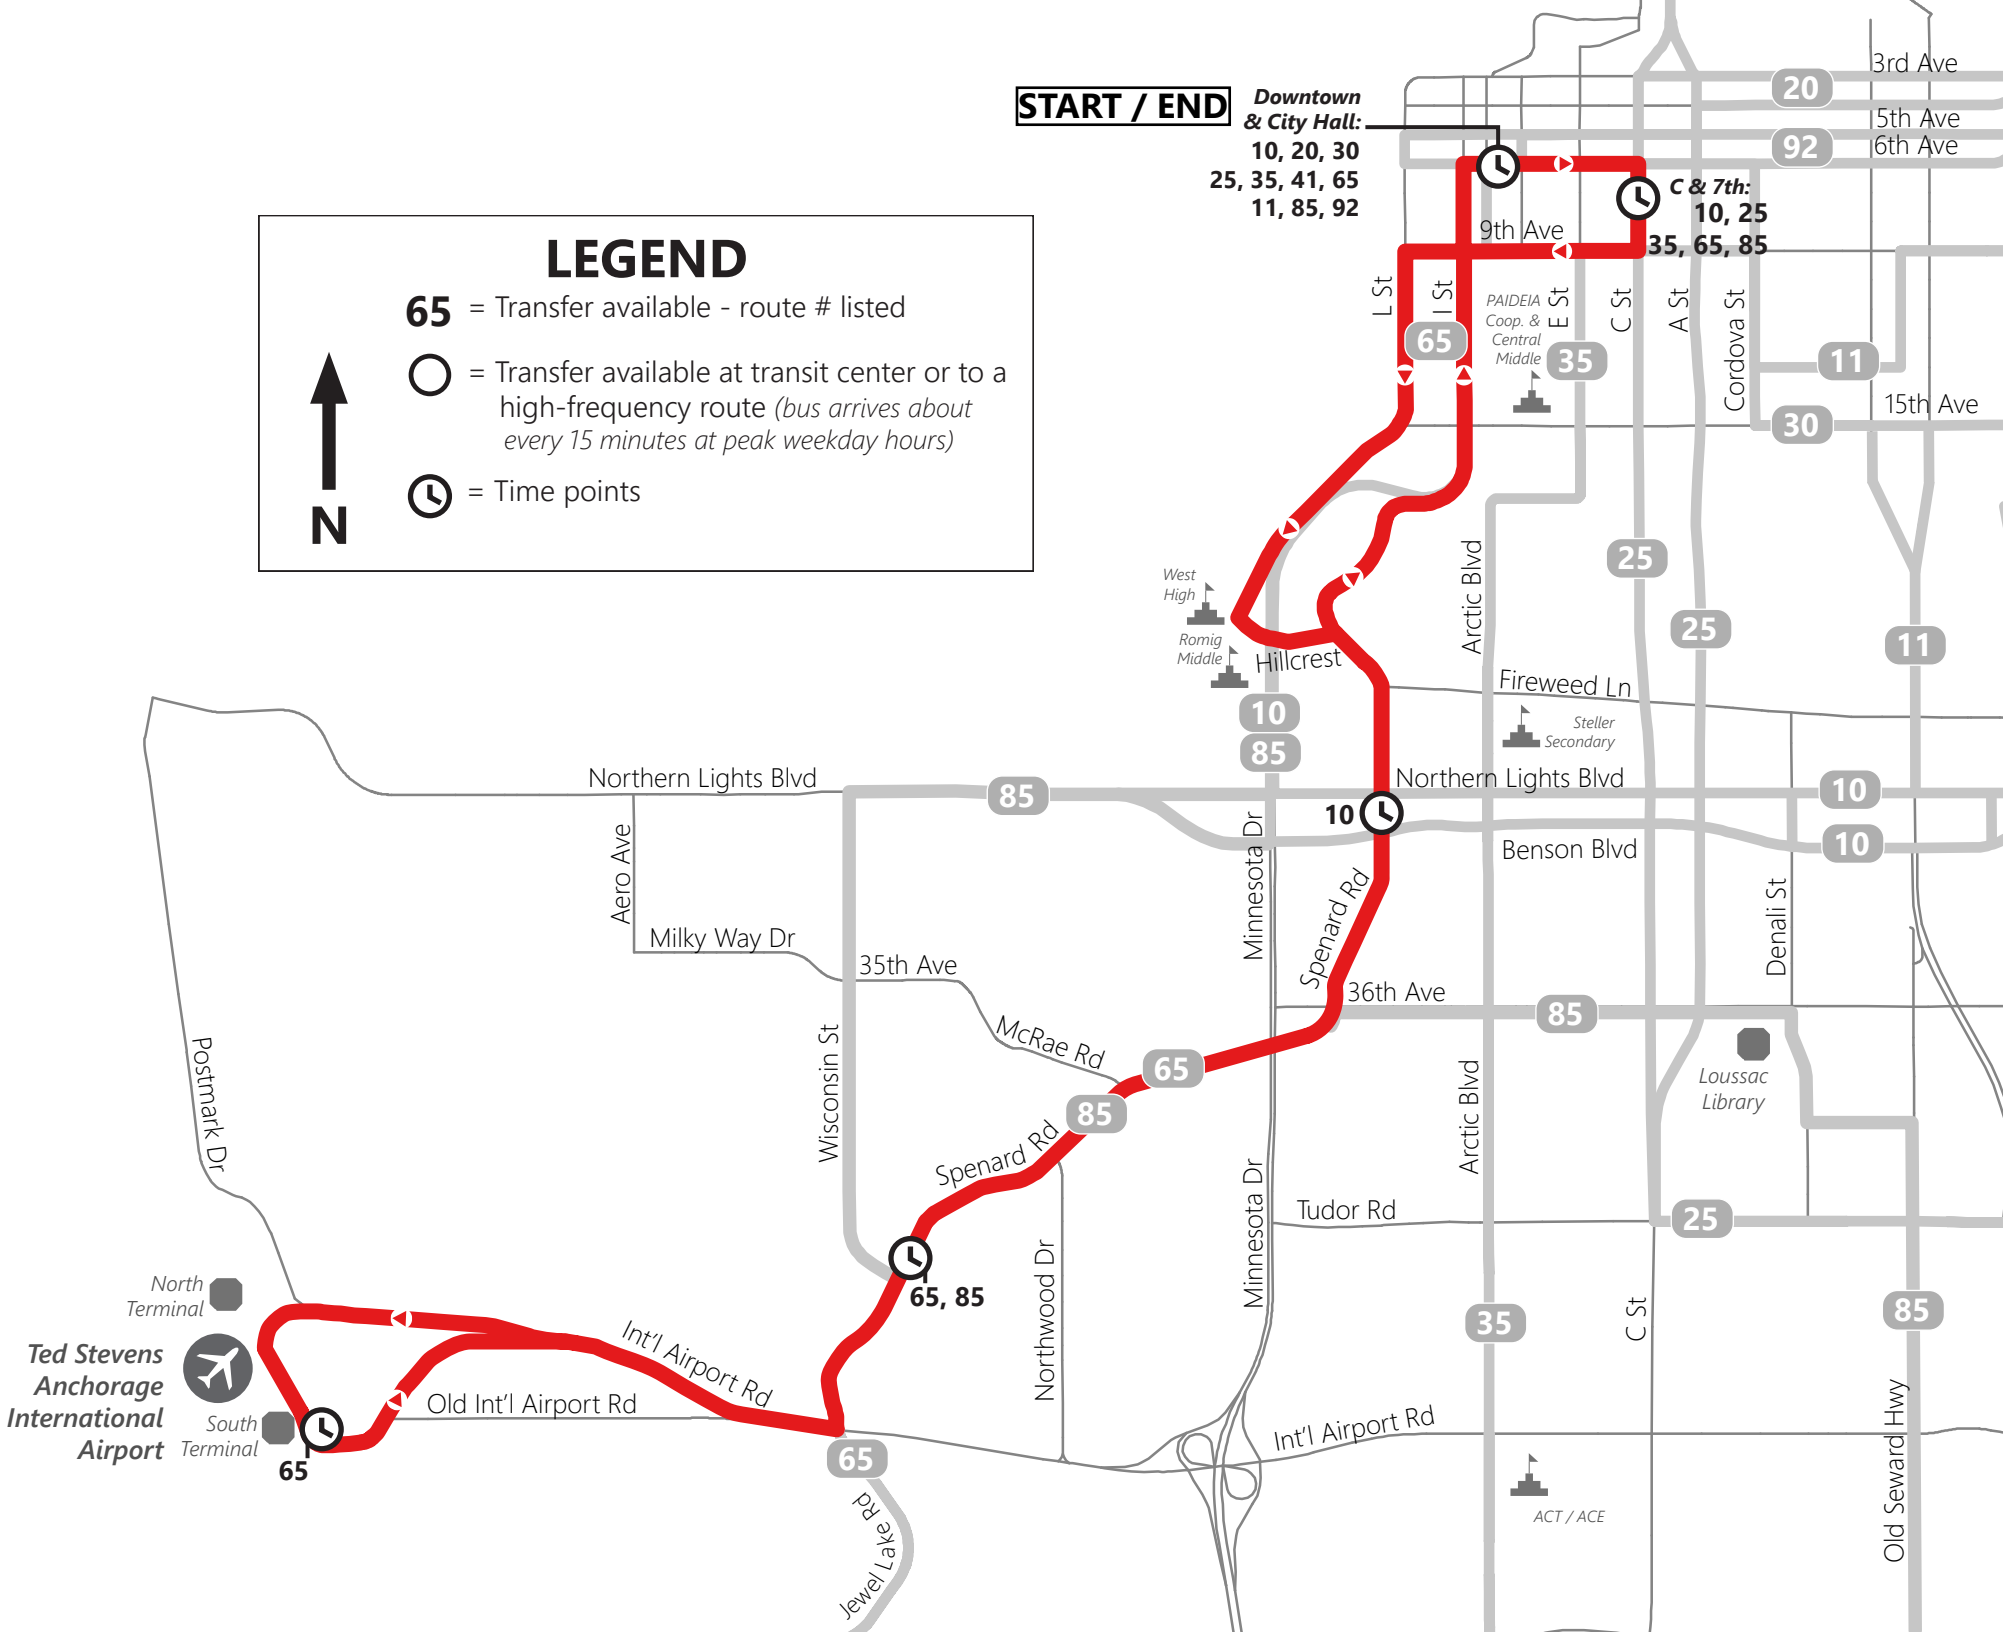 START / END
Downtown
& City Hall:
10, 20, 30
25, 35, 41, 65
11, 85, 92
3rd Ave
20
5th Ave
92
6th Ave
C & 7th:
10, 25
35, 65, 85
9th Ave
LEGEND
65 = Transfer available - route # listed
= Transfer available at transit center or to a
high-frequency route (bus arrives about
every 15 minutes at peak weekday hours)
= Time points
N
L St
I St
E St
C St
A St
Cordova St
PAIDEIA
Coop. &
Central
Middle
65
35
11
15th Ave
30
Arctic Blvd
25
25
11
West
High
Romig
Middle
Hillcrest
Fireweed Ln
Steller
Secondary
10
85
Northern Lights Blvd
85
Northern Lights Blvd
10
10
Benson Blvd
10
Aero Ave
Minnesota Dr
Spenard Rd
Denali St
Milky Way Dr
35th Ave
36th Ave
85
McRae Rd
65
85
Loussac
Library
Postmark Dr
Wisconsin St
Arctic Blvd
Spenard Rd
Tudor Rd
25
Minnesota Dr
Northwood Dr
65, 85
North
Terminal
35
C St
85
Ted Stevens
Anchorage
International
Airport
South
Terminal
65
Int'l Airport Rd
Old Int'l Airport Rd
65
Int'l Airport Rd
Old Seward Hwy
Jewel Lake Rd
ACT / ACE